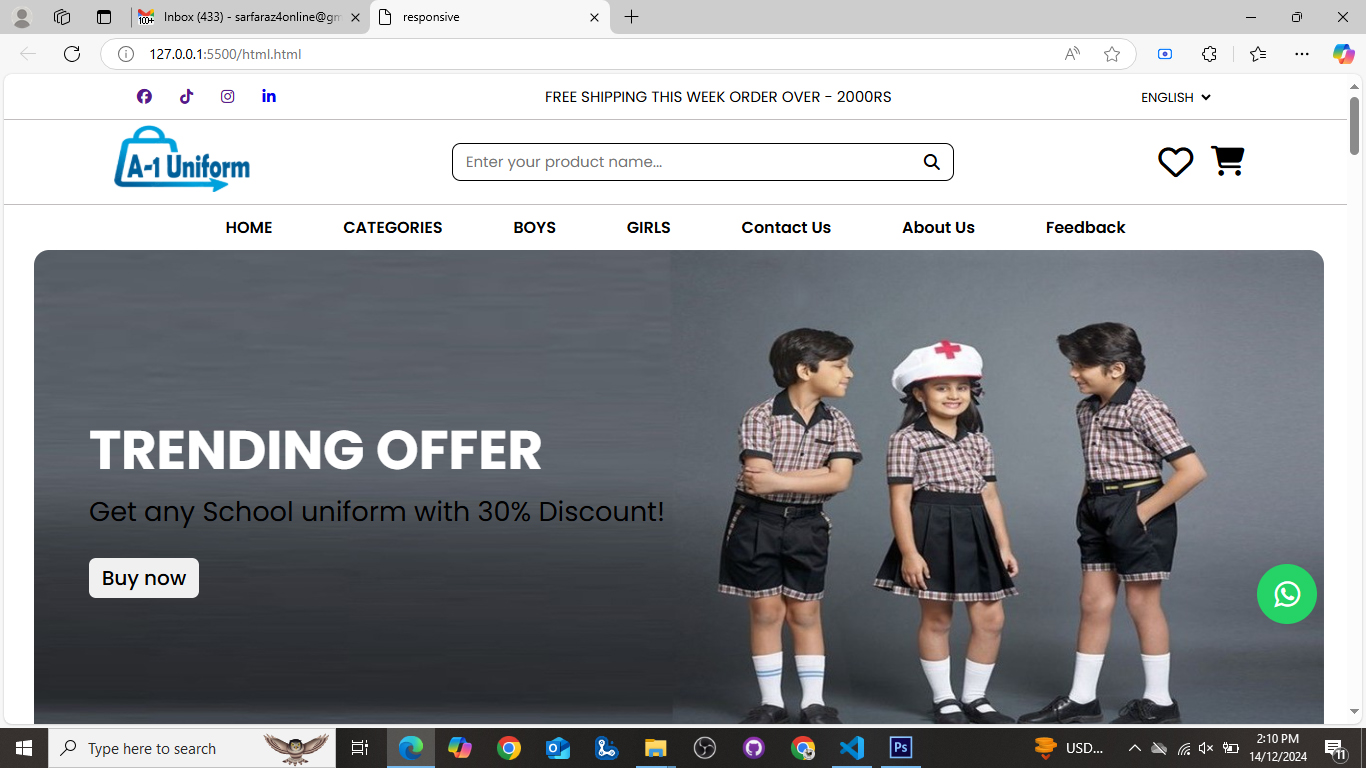 100+
Inbox (433) - sarfaraz4online@gm
responsive
127.0.0.1:5500/html.html
FREE SHIPPING THIS WEEK ORDER OVER - 2000RS
ENGLISH
A-1 Uniform
Enter your product name...
HOME
CATEGORIES
BOYS
GIRLS
Contact Us
About Us
Feedback
TRENDING OFFER
Get any School uniform with 30% Discount!
Buy now
Type here to search
Ps
USD...
2:10 PM
14/12/2024
11